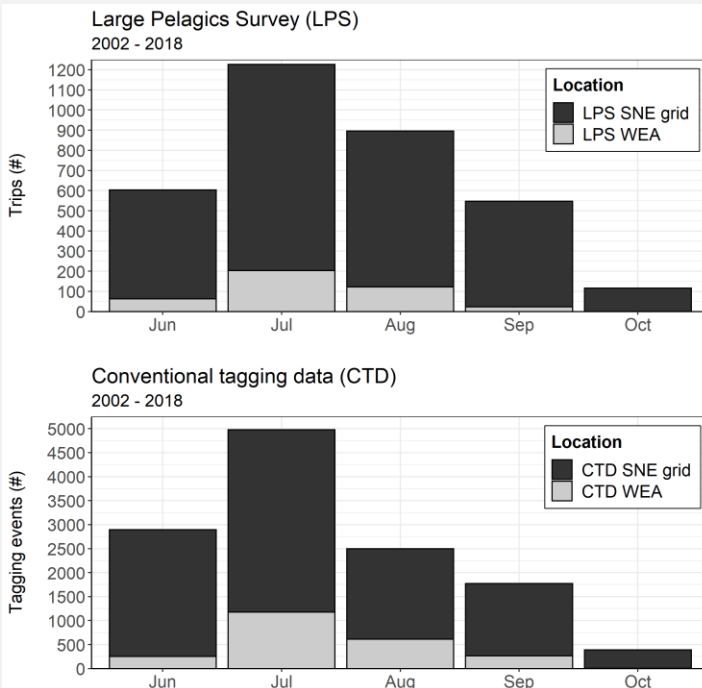 Large Pelagics Survey (LPS)
2002 - 2018
Trips (#)
1200
1100
1000
900
800
700
600
500
400
300
200
100
0
Location
LPS SNE grid
LPS WEA
Jun Jul Aug Sep Oct
Conventional tagging data (CTD)
2002 - 2018
Tagging events (#)
5000
4500
4000
3500
3000
2500
2000
1500
1000
500
0
Location
CTD SNE grid
CTD WEA
Jun Jul Aug Sep Oct